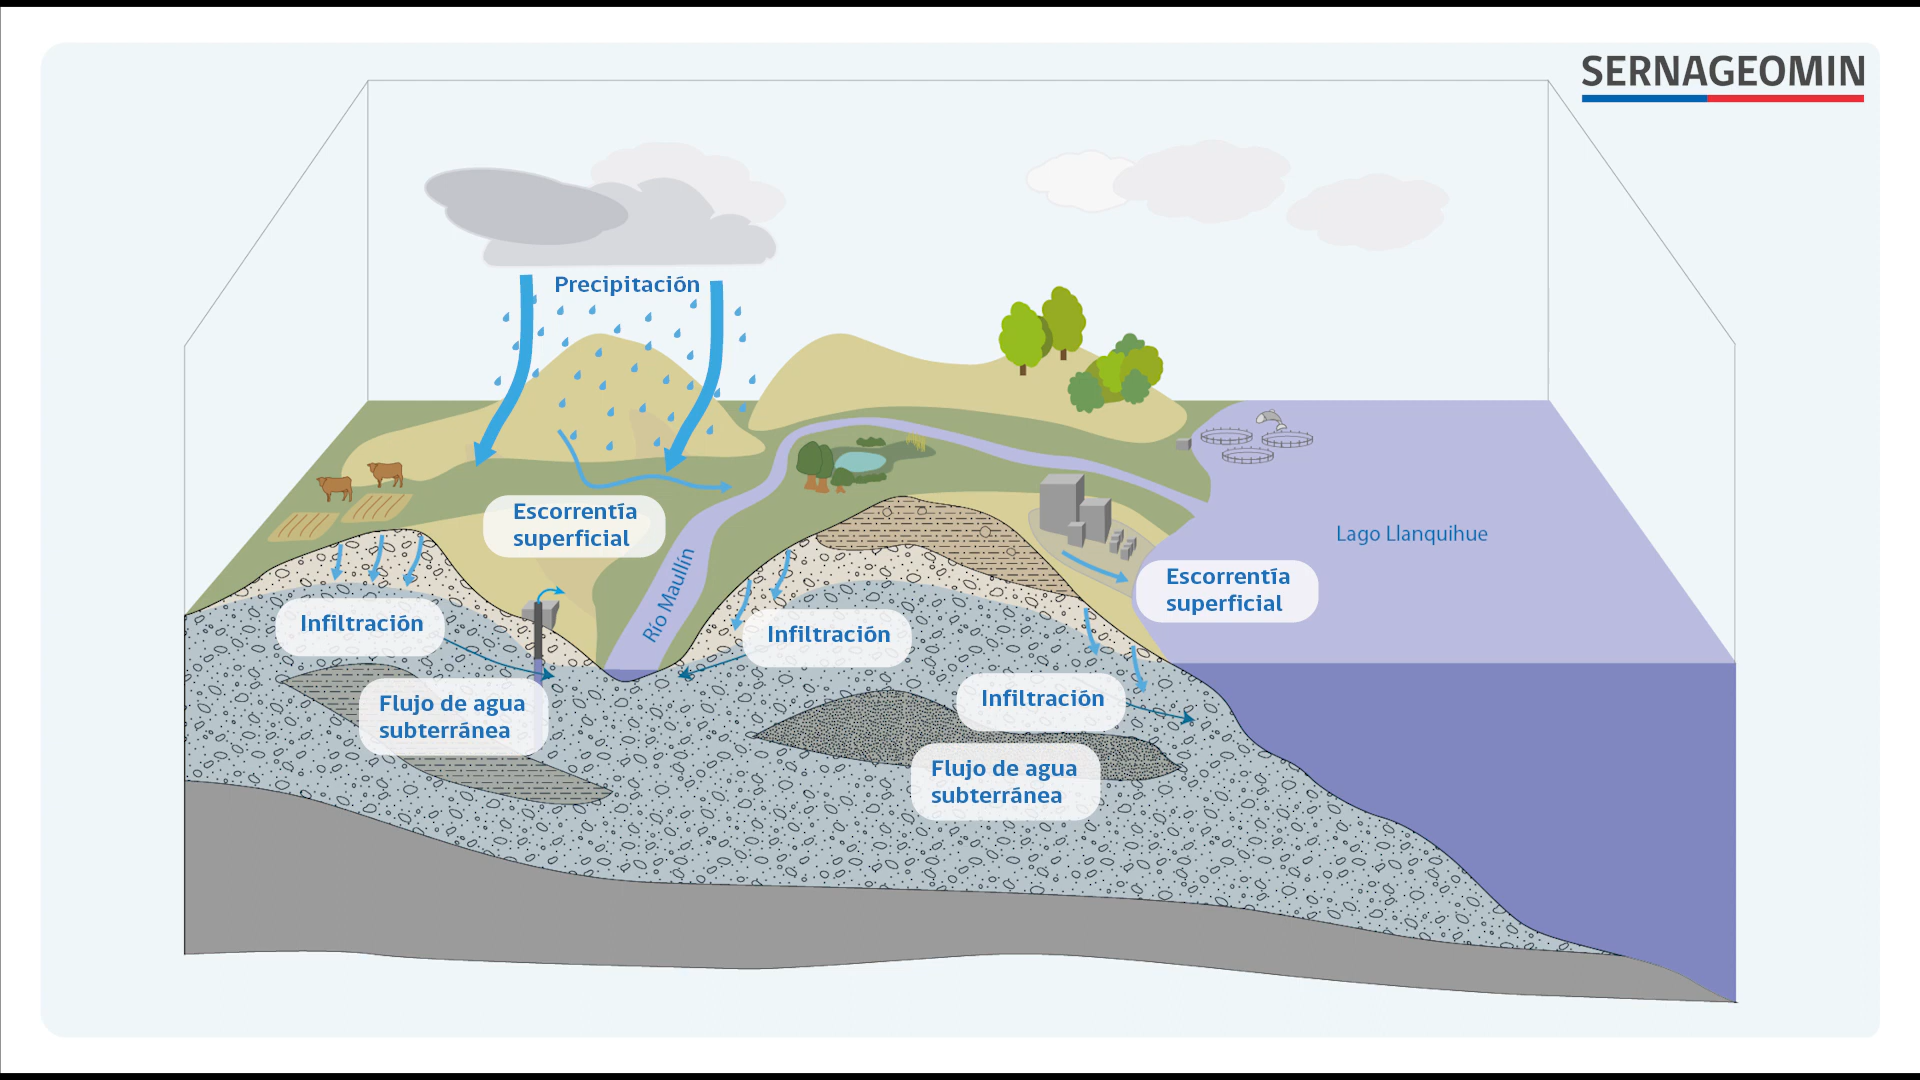 SERNAGEOMIN
Precipitación
Escorrentía
superficial
Lago Llanquihue
Escorrentía
superficial
Río Maullín
Infiltración
Infiltración
Infiltración
Flujo de agua
subterránea
Flujo de agua
subterránea